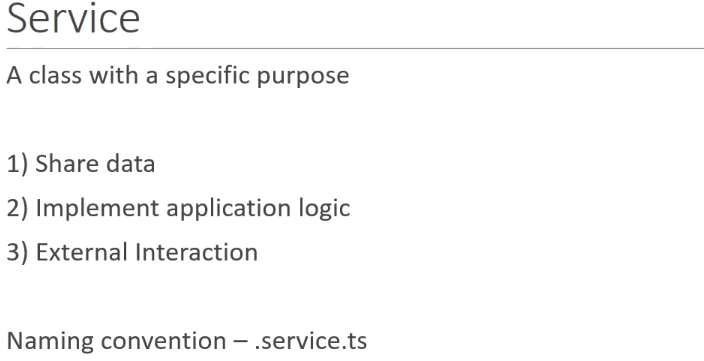 Service
A class with a specific purpose
1) Share data
2) Implement application logic
3) External Interaction
Naming convention – .service.ts